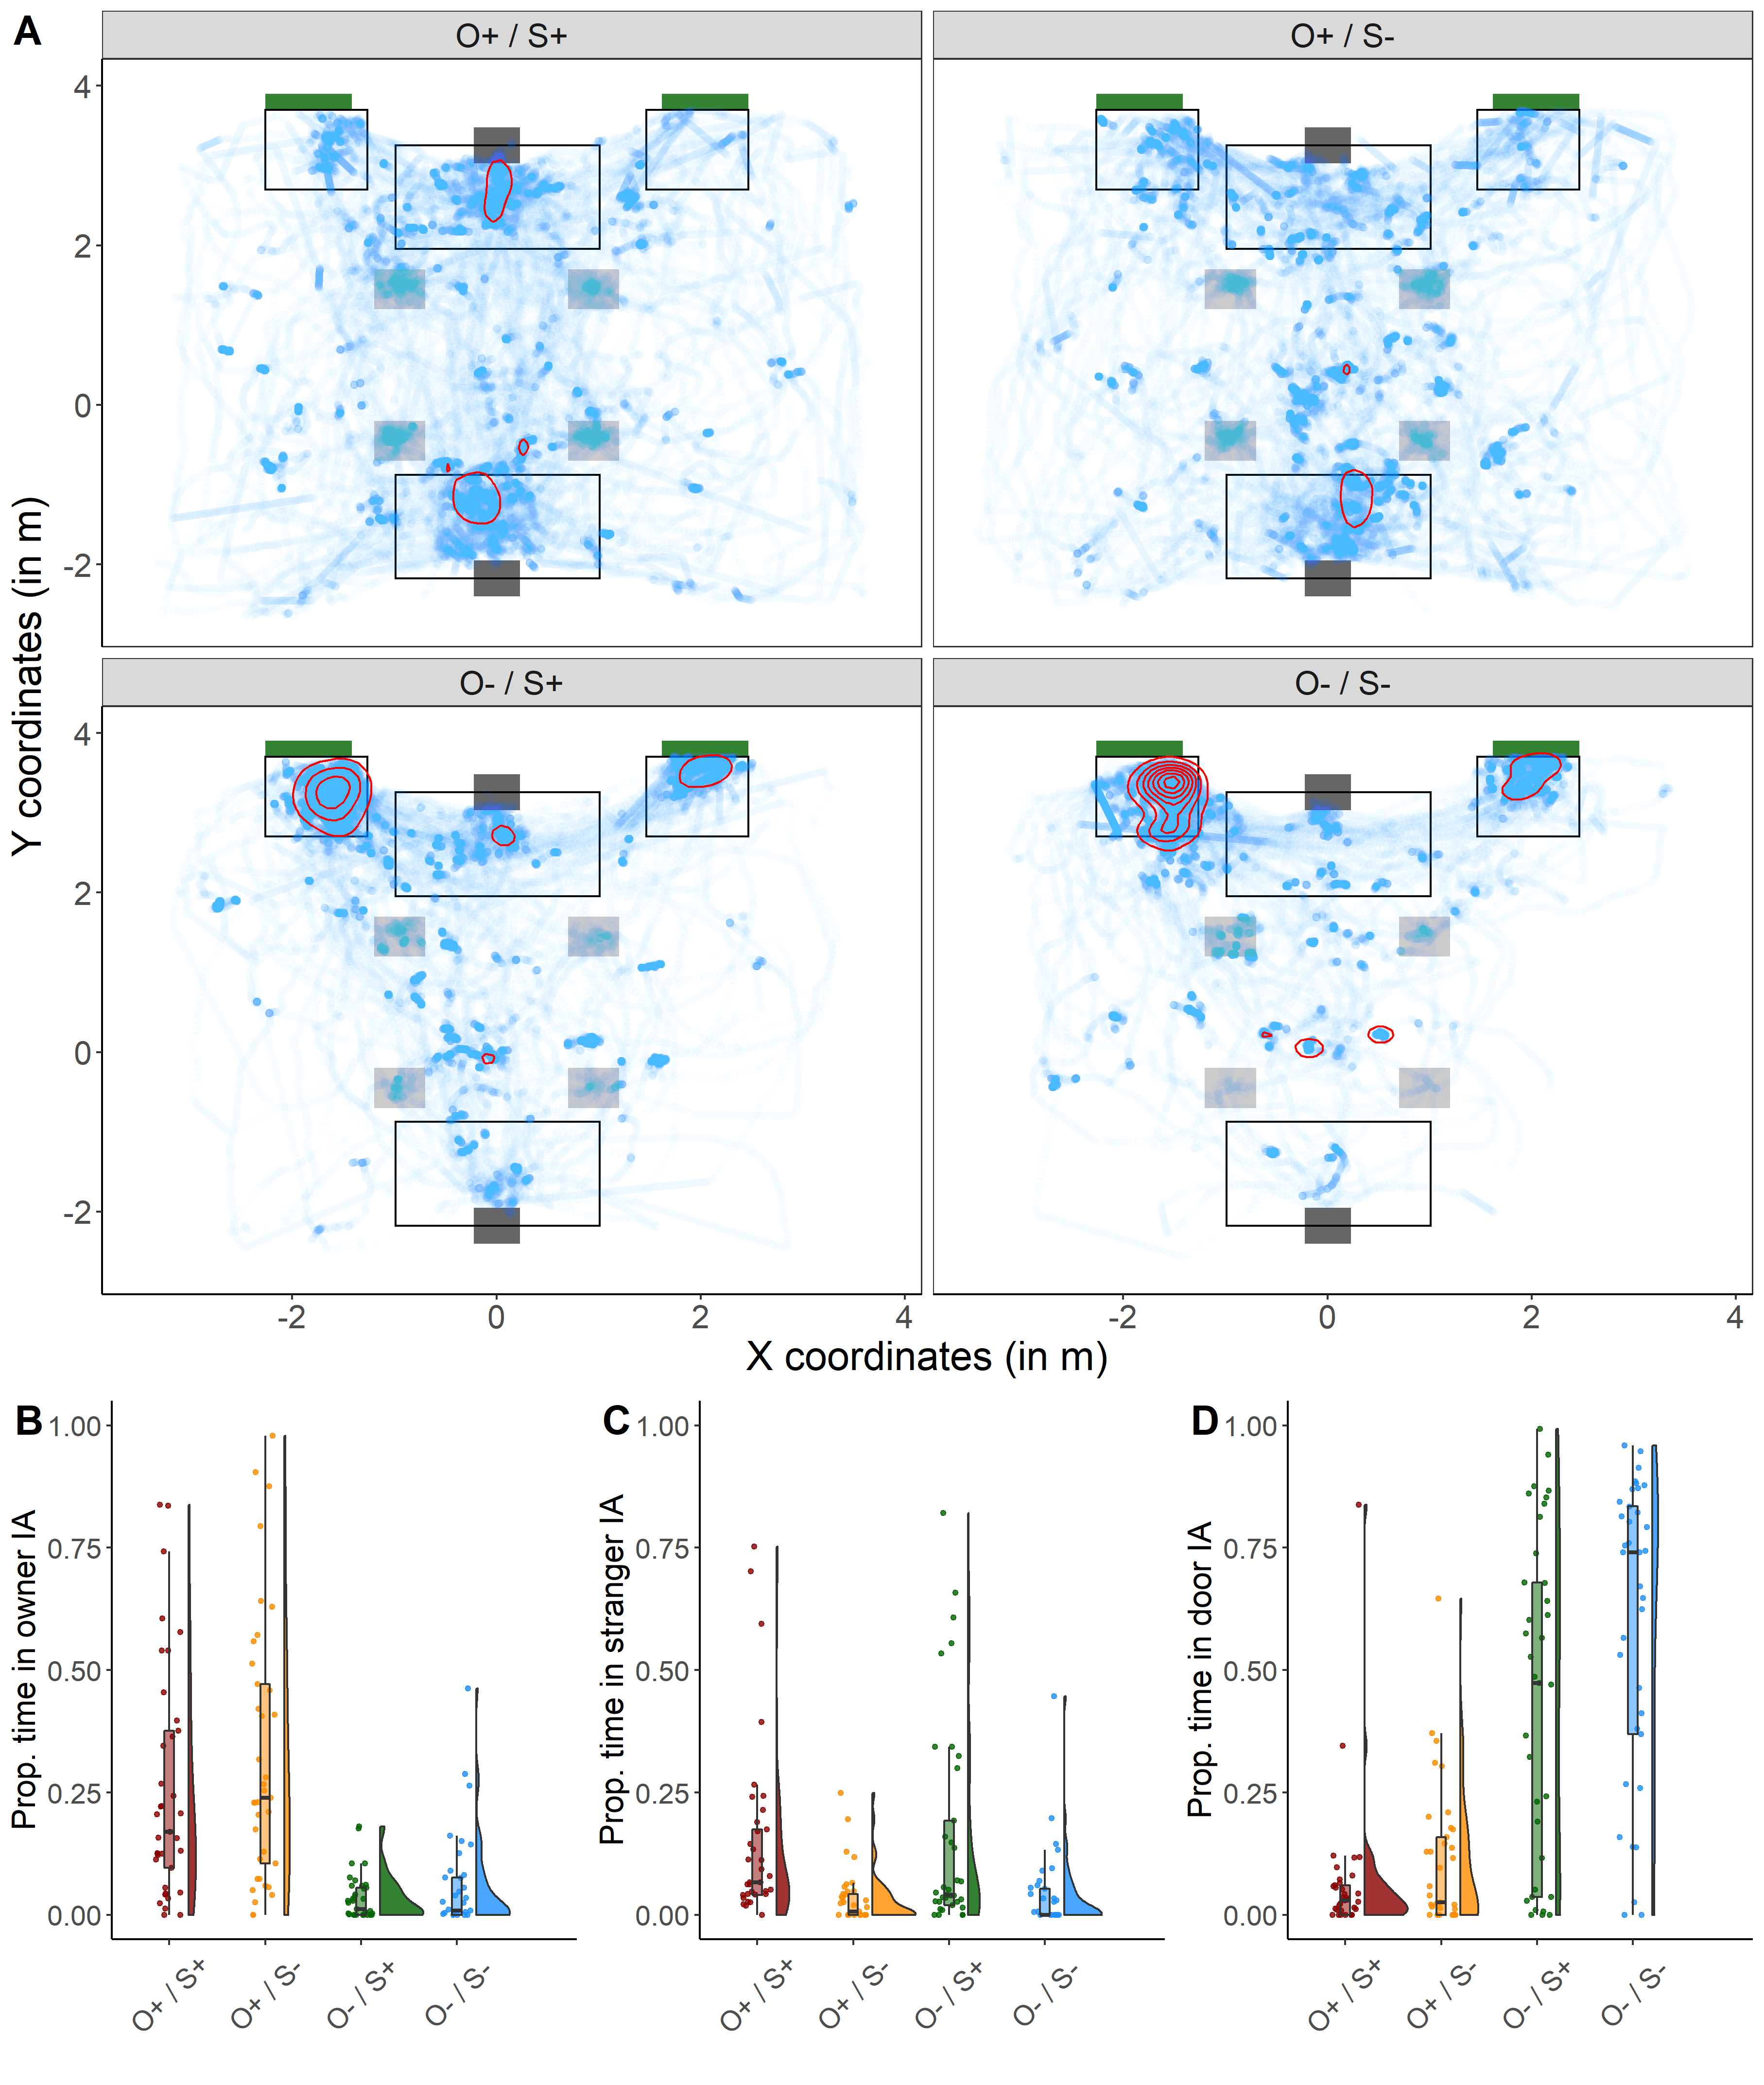 A
O+ / S+
O+ / S-
4
2
0
-2
Y coordinates (in m)
O- / S+
O- / S-
4
2
0
-2
-2
0
2
4
-2
0
2
4
X coordinates (in m)
B
1.00
0.75
0.50
0.25
0.00
Prop. time in owner IA
O+ / S+
O+ / S-
O- / S+
O- / S-
C
1.00
0.75
0.50
0.25
0.00
Prop. time in stranger IA
O+ / S+
O+ / S-
O- / S+
O- / S-
D
1.00
0.75
0.50
0.25
0.00
Prop. time in door IA
O+ / S+
O+ / S-
O- / S+
O- / S-